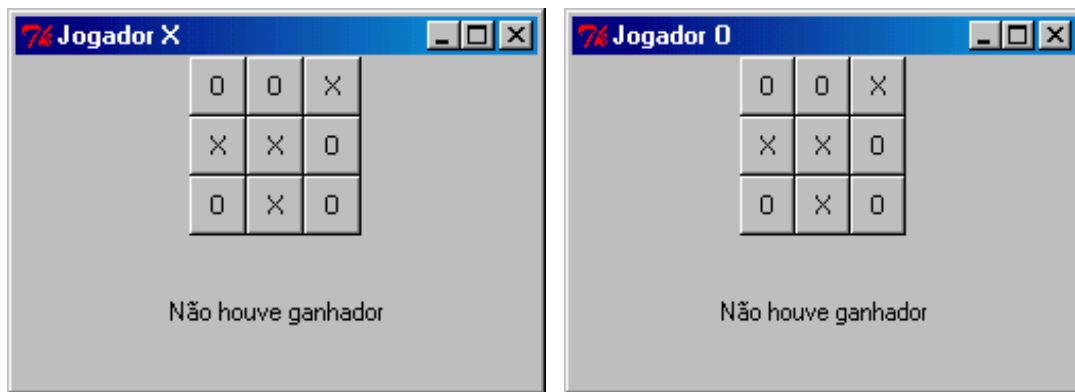 Jogador X
O O X
X X O
O X O
Não houve ganhador
Jogador O
O O X
X X O
O X O
Não houve ganhador